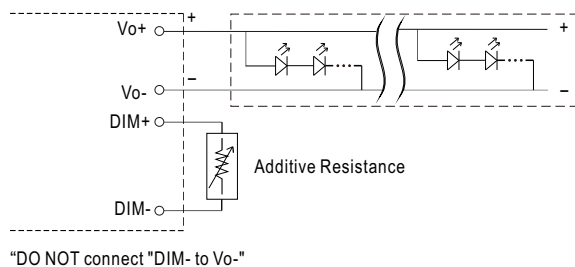 Vo+
+
+
−
Vo-
−
DIM+
Additive Resistance
DIM-
“DO NOT connect "DIM- to Vo-"